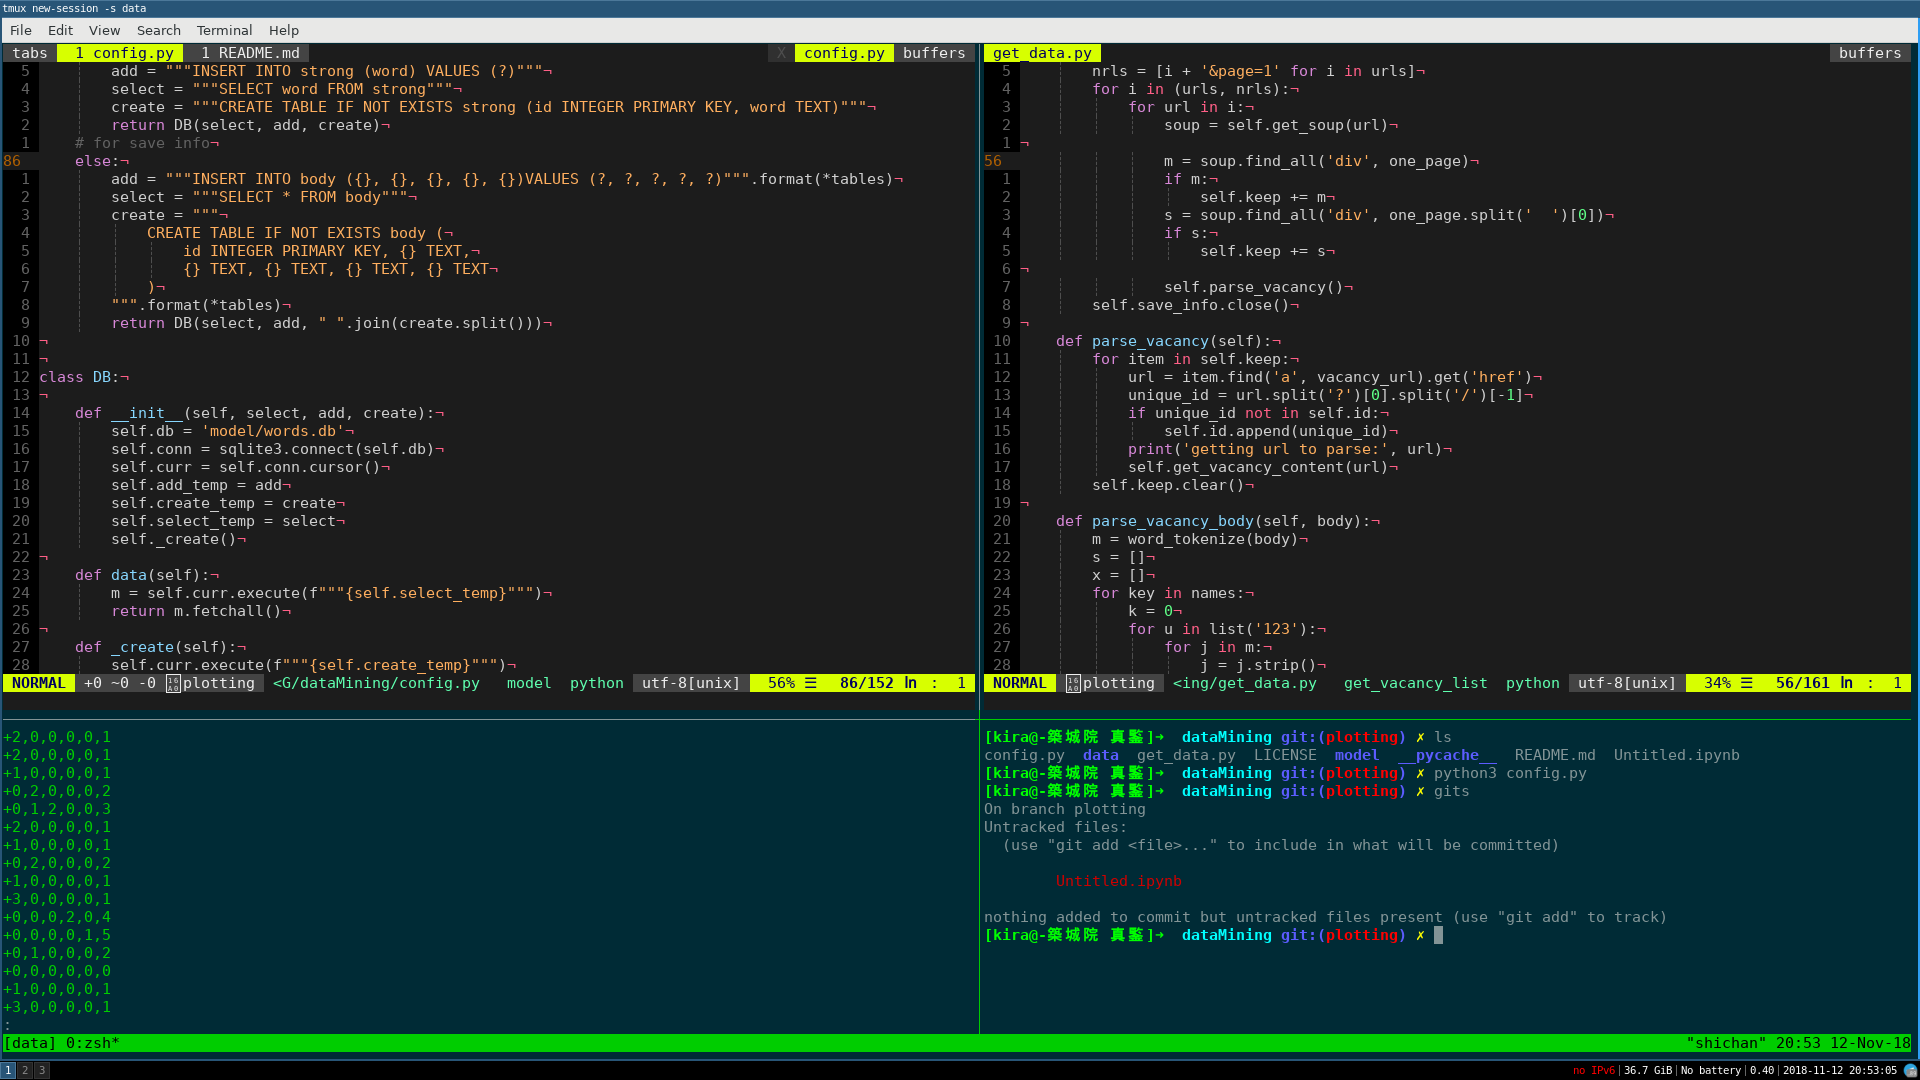 tmux new-session -s data
File Edit View Search Terminal Help
tabs 1 config.py 1 README.md X config.py buffers
5 add = """INSERT INTO strong (word) VALUES (?)"""¬
4 select = """SELECT word FROM strong"""¬
3 create = """CREATE TABLE IF NOT EXISTS strong (id INTEGER PRIMARY KEY, word TEXT)"""¬
2 return DB(select, add, create)¬
1 # for save info¬
86 else:¬
1 add = """INSERT INTO body ({}, {}, {}, {}, {})VALUES (?, ?, ?, ?, ?)""".format(*tables)¬
2 select = """SELECT * FROM body"""¬
3 create = """¬
4 CREATE TABLE IF NOT EXISTS body (¬
5 id INTEGER PRIMARY KEY, {} TEXT,¬
6 {} TEXT, {} TEXT, {} TEXT, {} TEXT¬
7 )¬
8 """.format(*tables)¬
9 return DB(select, add, " ".join(create.split()))¬
10 ¬
11 ¬
12 class DB:¬
13 ¬
14 def __init__(self, select, add, create):¬
15 self.db = 'model/words.db'¬
16 self.conn = sqlite3.connect(self.db)¬
17 self.curr = self.conn.cursor()¬
18 self.add_temp = add¬
19 self.create_temp = create¬
20 self.select_temp = select¬
21 self._create()¬
22 ¬
23 def data(self):¬
24 m = self.curr.execute(f"""{self.select_temp}""")¬
25 return m.fetchall()¬
26 ¬
27 def _create(self):¬
28 self.curr.execute(f"""{self.create_temp}""")¬
NORMAL +0 ~0 -0 plotting <G/dataMining/config.py model python utf-8[unix] 56% ☰ 86/152 ln : 1
get_data.py buffers
5 nrls = [i + '&page=1' for i in urls]¬
4 for i in (urls, nrls):¬
3 for url in i:¬
2 soup = self.get_soup(url)¬
1 ¬
56 m = soup.find_all('div', one_page)¬
1 if m:¬
2 self.keep += m¬
3 s = soup.find_all('div', one_page.split('  ')[0])¬
4 if s:¬
5 self.keep += s¬
6 ¬
7 self.parse_vacancy()¬
8 self.save_info.close()¬
9 ¬
10 def parse_vacancy(self):¬
11 for item in self.keep:¬
12 url = item.find('a', vacancy_url).get('href')¬
13 unique_id = url.split('?')[0].split('/')[-1]¬
14 if unique_id not in self.id:¬
15 self.id.append(unique_id)¬
16 print('getting url to parse:', url)¬
17 self.get_vacancy_content(url)¬
18 self.keep.clear()¬
19 ¬
20 def parse_vacancy_body(self, body):¬
21 m = word_tokenize(body)¬
22 s = []¬
23 x = []¬
24 for key in names:¬
25 k = 0¬
26 for u in list('123'):¬
27 for j in m:¬
28 j = j.strip()¬
NORMAL plotting <ing/get_data.py get_vacancy_list python utf-8[unix] 34% ☰ 56/161 ln : 1
+2,0,0,0,0,1
+2,0,0,0,0,1
+1,0,0,0,0,1
+0,2,0,0,0,2
+0,1,2,0,0,3
+2,0,0,0,0,1
+1,0,0,0,0,1
+0,2,0,0,0,2
+1,0,0,0,0,1
+3,0,0,0,0,1
+0,0,0,2,0,4
+0,0,0,0,1,5
+0,1,0,0,0,2
+0,0,0,0,0,0
+1,0,0,0,0,1
+3,0,0,0,0,1
:
[kira@-築城院 真鍳]→ dataMining git:(plotting) ✗ ls
config.py data get_data.py LICENSE model __pycache__ README.md Untitled.ipynb
[kira@-築城院 真鍳]→ dataMining git:(plotting) ✗ python3 config.py
[kira@-築城院 真鍳]→ dataMining git:(plotting) ✗ gits
On branch plotting
Untracked files:
(use "git add <file>..." to include in what will be committed)
Untitled.ipynb
nothing added to commit but untracked files present (use "git add" to track)
[kira@-築城院 真鍳]→ dataMining git:(plotting) ✗
[data] 0:zsh* "shichan" 20:53 12-Nov-18
1 2 3 no IPv6 | 36.7 GiB | No battery | 0.40 | 2018-11-12 20:53:05